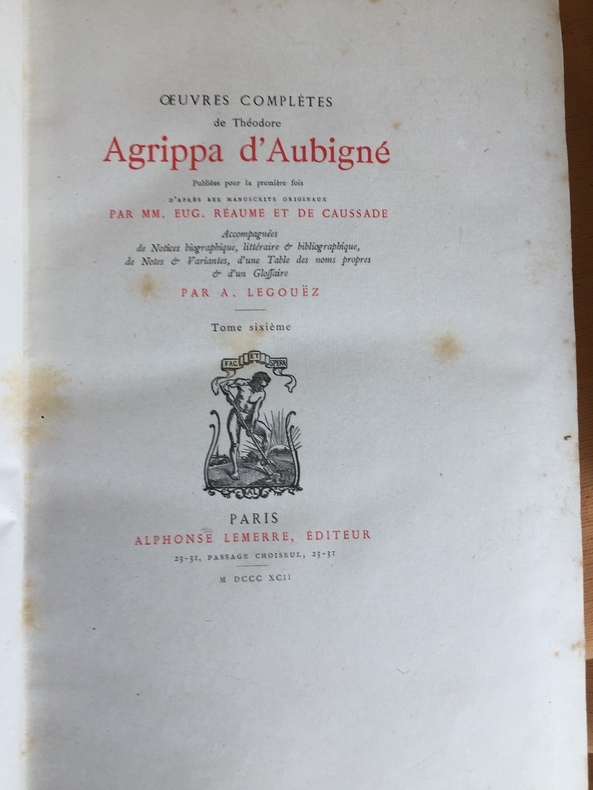 ŒUVRES COMPLÈTES
de Théodore
Agrippa d'Aubigné
Publiées pour la première fois
D'APRÈS LES MANUSCRITS ORIGINAUX
PAR MM. EUG. RÉAUME ET DE CAUSSADE
Accompagnées
de Notices biographique, littéraire & bibliographique,
de Notes & Variantes, d'une Table des noms propres
& d'un Gloſſaire
PAR A. LEGOUËZ
Tome sixième
FAC ET SPERA
AL
PARIS
ALPHONSE LEMERRE, ÉDITEUR
23-31, PASSAGE CHOISEUL, 23-31
M DCCC XCII